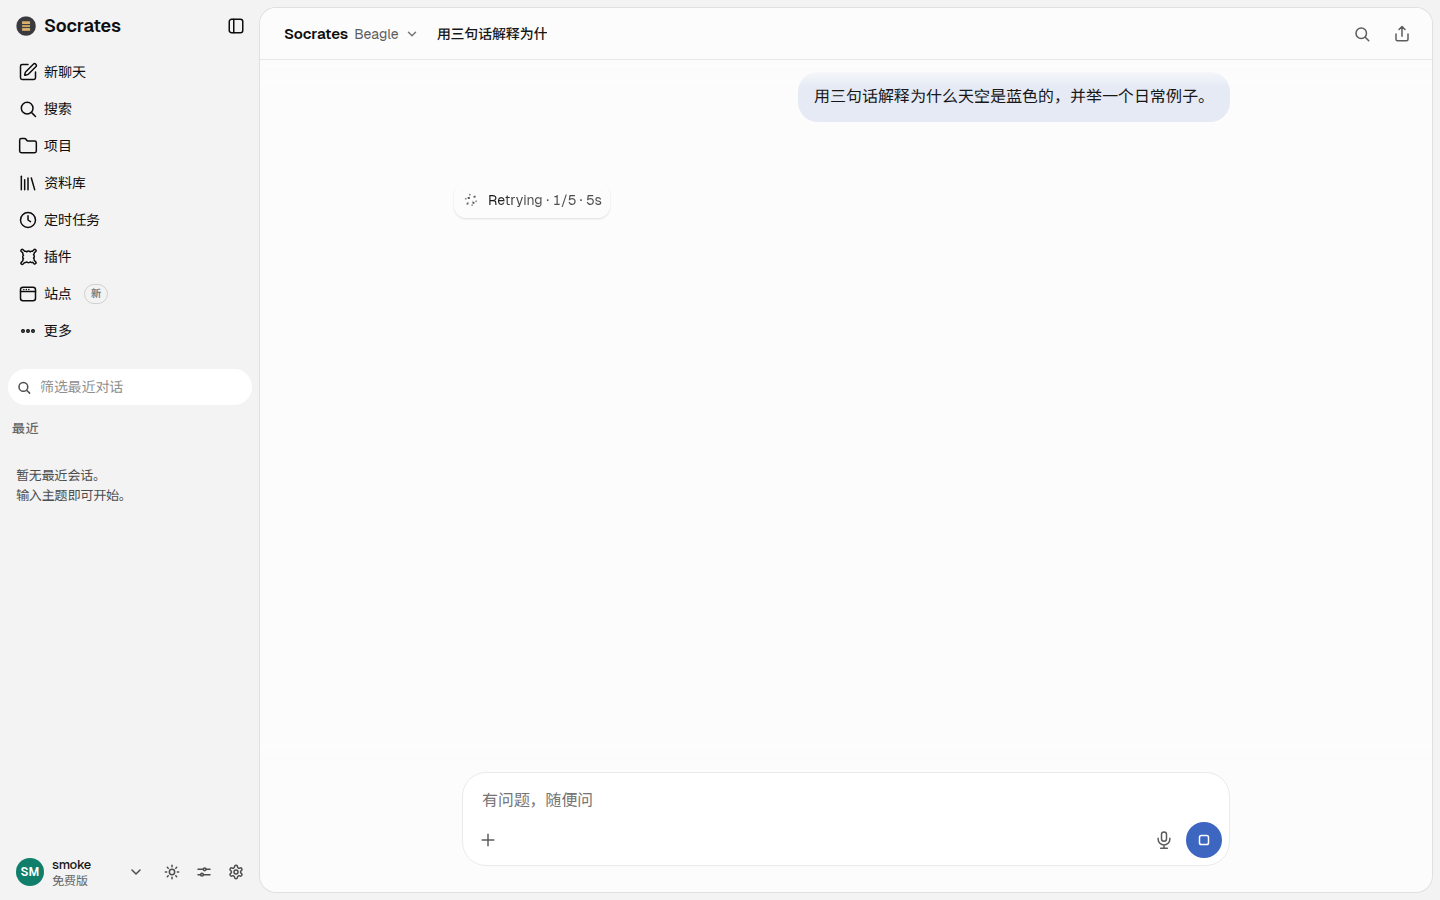 Socrates
新聊天
搜索
项目
资料库
定时任务
插件
站点 新
更多
筛选最近对话
最近
暂无最近会话。
输入主题即可开始。
SM
smoke
免费版
Socrates Beagle 用三句话解释为什
用三句话解释为什么天空是蓝色的，并举一个日常例子。
Retrying · 1/5 · 5s
有问题，随便问